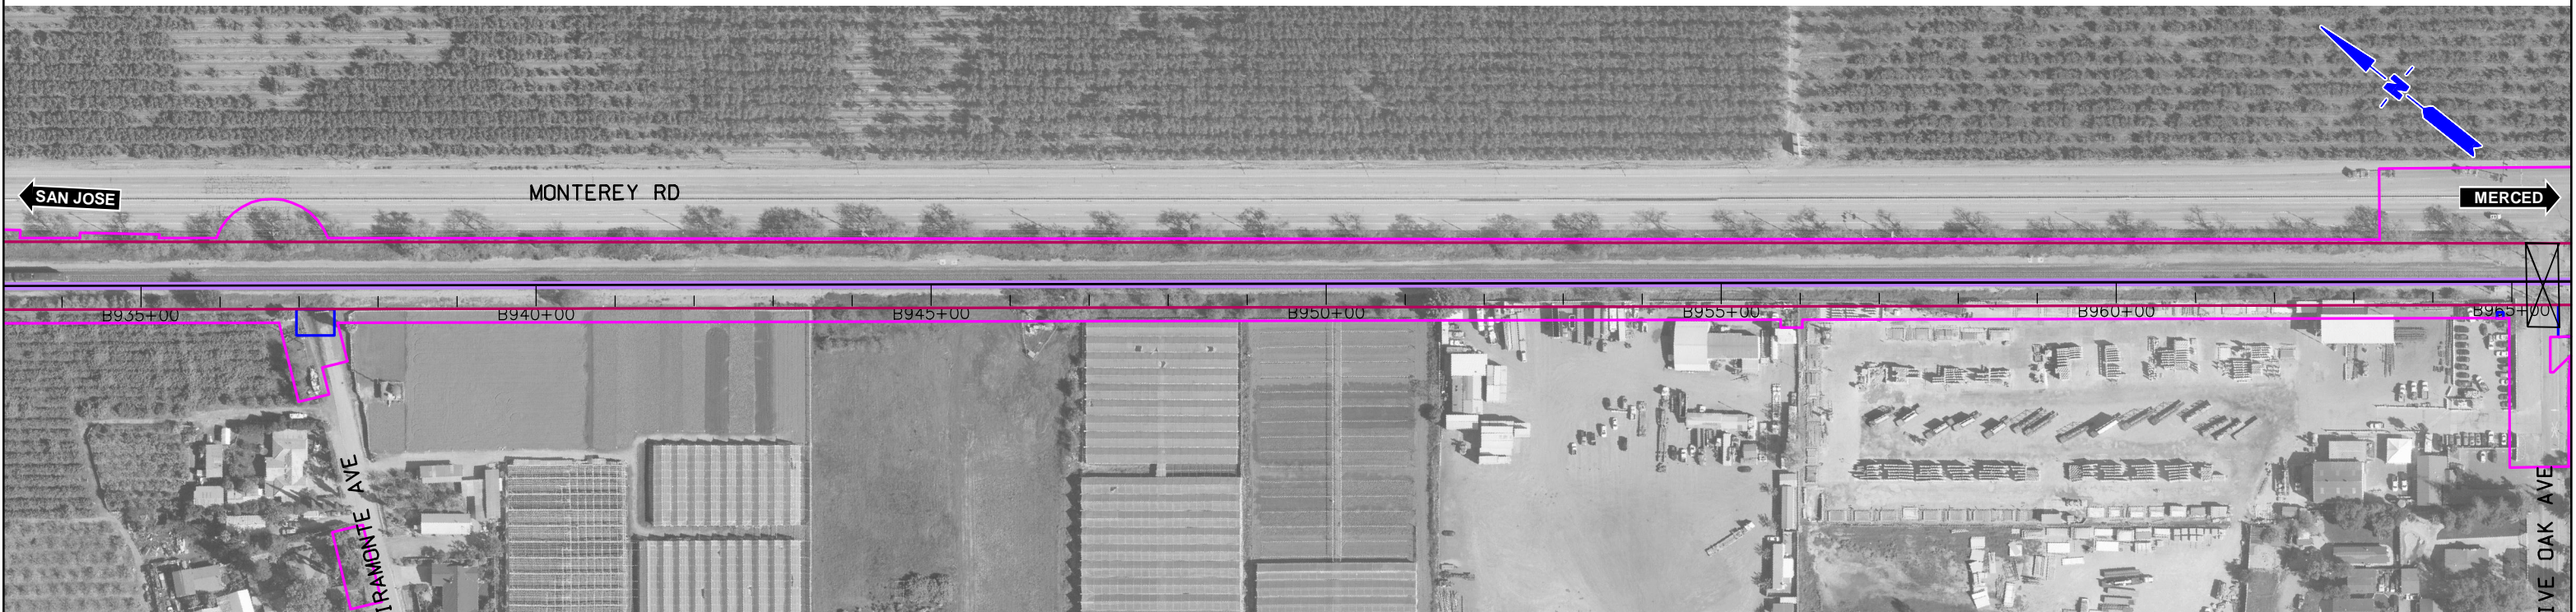 N
SAN JOSE
MONTEREY RD
MERCED
B935+00
B940+00
B945+00
B950+00
B955+00
B960+00
B965+00
IRAMONTE AVE
IVE OAK AVE